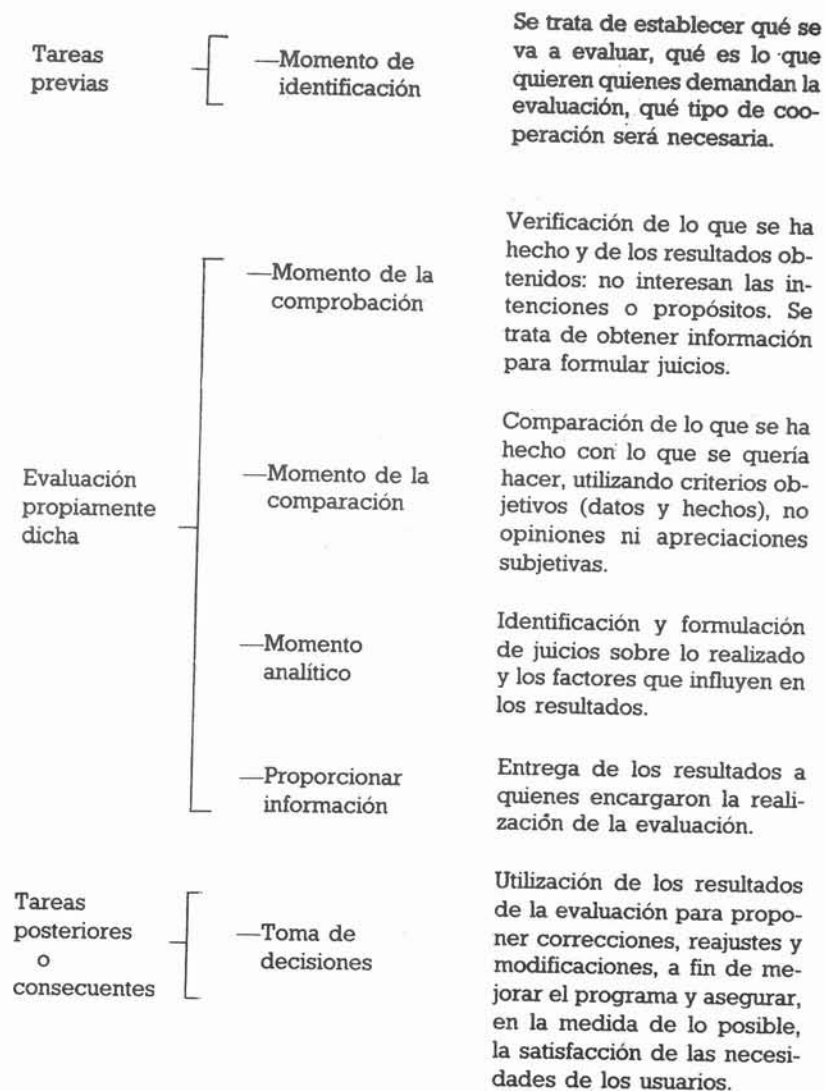 Tareas
previas
—Momento de
identificación
Se trata de establecer qué se
va a evaluar, qué es lo que
quieren quienes demandan la
evaluación, qué tipo de coo-
peración será necesaria.
Evaluación
propiamente
dicha
—Momento de la
comprobación
Verificación de lo que se ha
hecho y de los resultados ob-
tenidos: no interesan las in-
tenciones o propósitos. Se
trata de obtener información
para formular juicios.
—Momento de la
comparación
Comparación de lo que se ha
hecho con lo que se quería
hacer, utilizando criterios ob-
jetivos (datos y hechos), no
opiniones ni apreciaciones
subjetivas.
—Momento
analítico
Identificación y formulación
de juicios sobre lo realizado
y los factores que influyen en
los resultados.
—Proporcionar
información
Entrega de los resultados a
quienes encargaron la reali-
zación de la evaluación.
Tareas
posteriores
o
consecuentes
—Toma de
decisiones
Utilización de los resultados
de la evaluación para propo-
ner correcciones, reajustes y
modificaciones, a fin de me-
jorar el programa y asegurar,
en la medida de lo posible,
la satisfacción de las necesi-
dades de los usuarios.